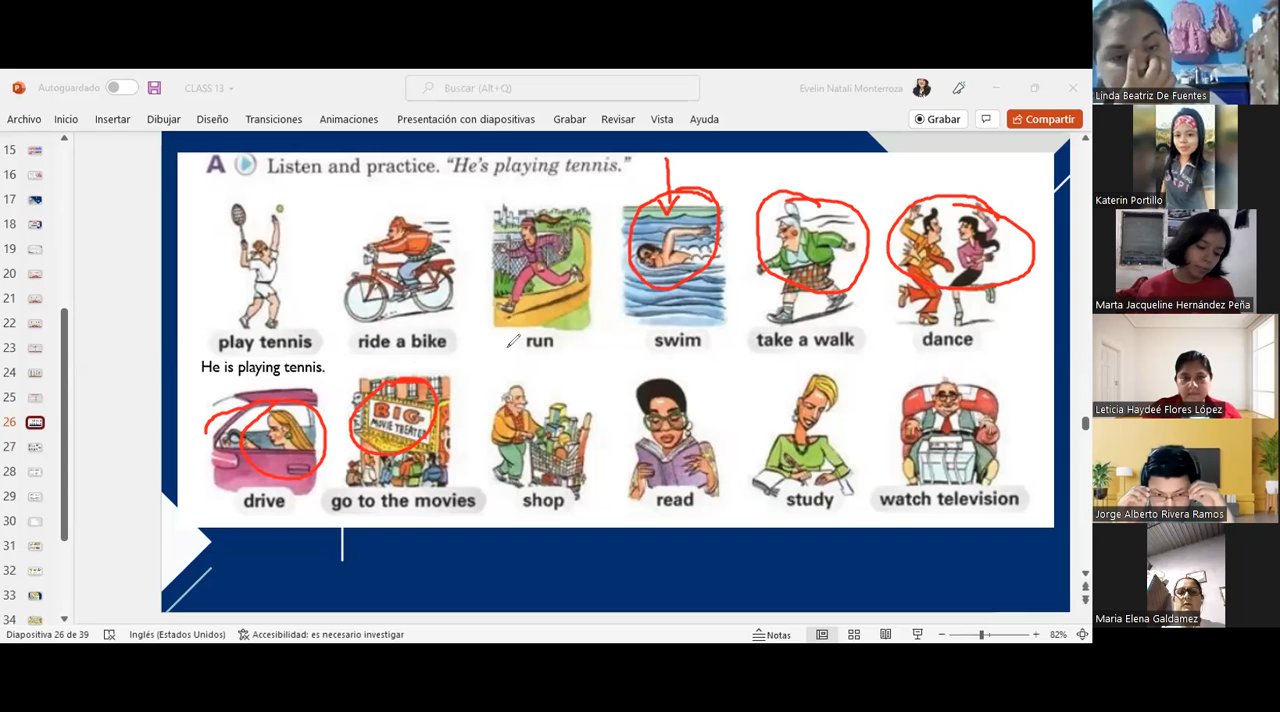 Autoguardado
CLASS 13
Buscar (Alt+Q)
Evelin Natali Monterroza
Archivo Inicio Insertar Dibujar Diseño Transiciones Animaciones Presentación con diapositivas Grabar Revisar Vista Ayuda
Grabar
Compartir
15
16
17
18
19
20
21
22
23
24
25
26
27
28
29
30
31
32
33
34
A Listen and practice. "He's playing tennis."
play tennis ride a bike run swim take a walk dance
He is playing tennis.
BIG
MOVIE THEATER
drive go to the movies shop read study watch television
Diapositiva 26 de 39 Inglés (Estados Unidos) Accesibilidad: es necesario investigar
Notas
82%
Linda Beatriz De Fuentes
Katerin Portillo
Marta Jacqueline Hernández Peña
Leticia Haydeé Flores López
Jorge Alberto Rivera Ramos
Maria Elena Galdamez